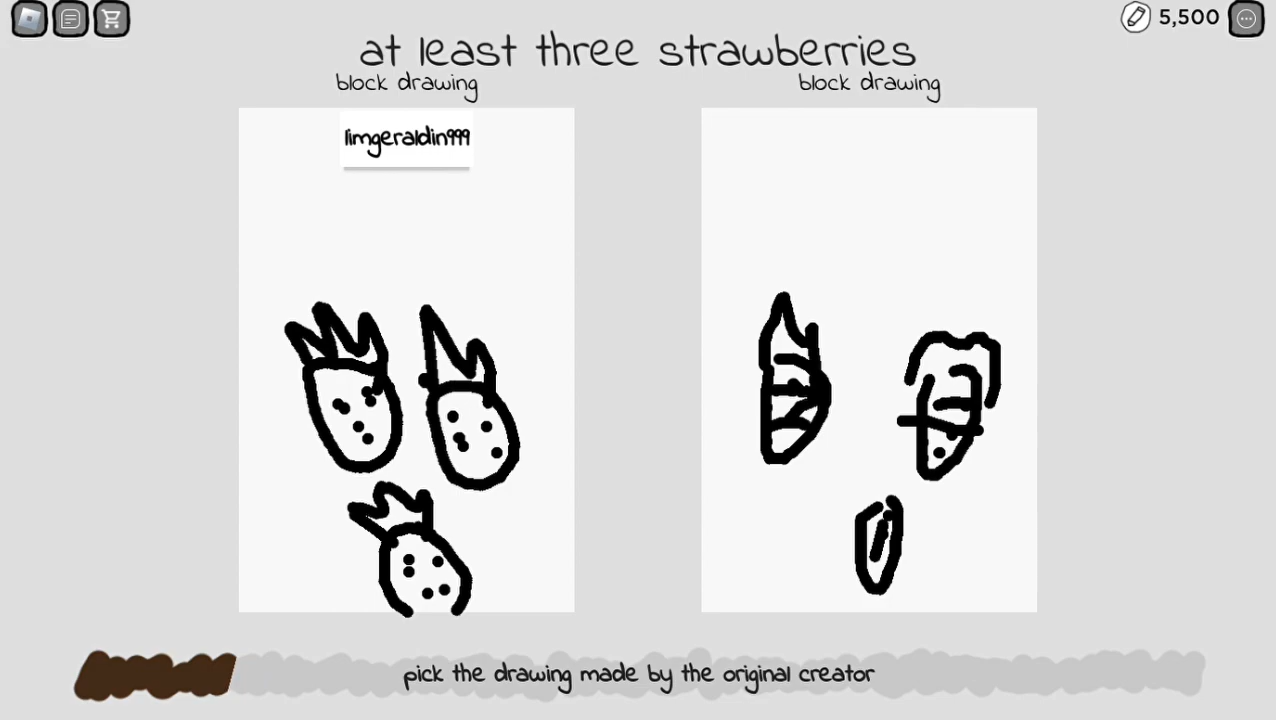 5,500
at least three strawberries
block drawing
block drawing
limgeraldin999
pick the drawing made by the original creator